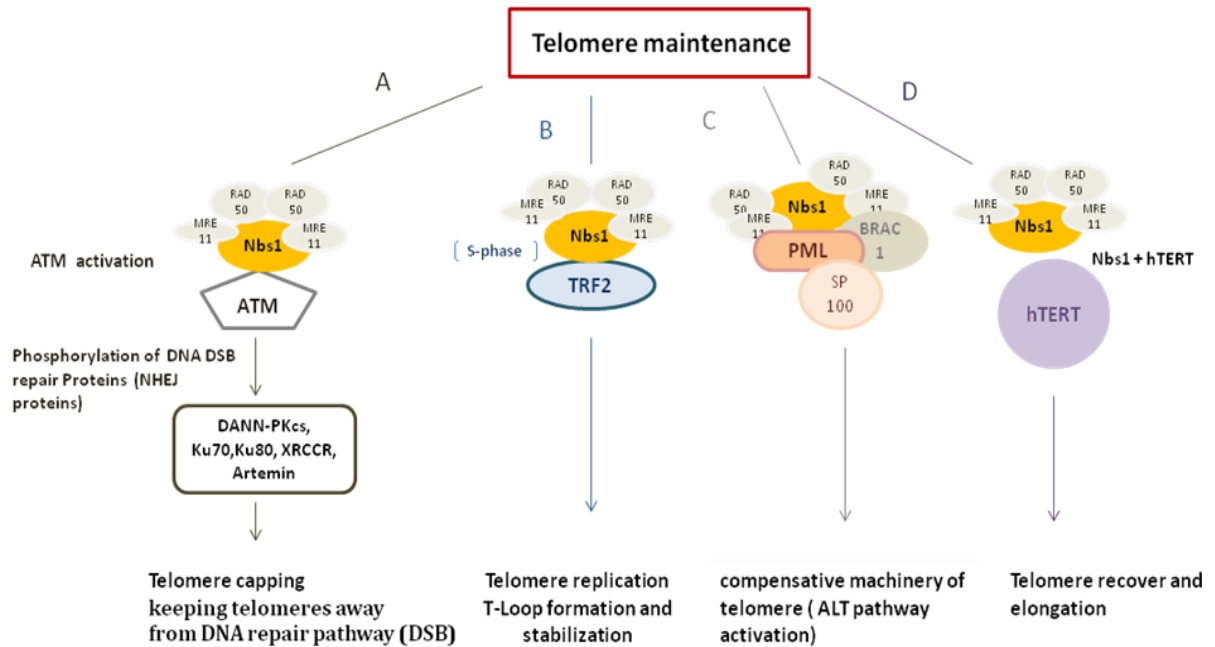 Telomere maintenance
A
B
C
D
RAD
50
RAD
50
MRE
11
MRE
11
Nbs1
ATM activation
ATM
Phosphorylation of DNA DSB
repair Proteins (NHEJ
proteins)
DANN-PKcs,
Ku70,Ku80, XRCCR,
Artemin
Telomere capping
keeping telomeres away
from DNA repair pathway (DSB)
RAD
50
RAD
50
MRE
11
MRE
11
Nbs1
[ S-phase ]
TRF2
Telomere replication
T-Loop formation and
stabilization
RAD
50
RAD
50
MRE
11
MRE
11
Nbs1
BRAC
1
PML
SP
100
compensative machinery of
telomere ( ALT pathway
activation)
RAD
50
RAD
50
MRE
11
MRE
11
Nbs1
Nbs1 + hTERT
hTERT
Telomere recover and
elongation